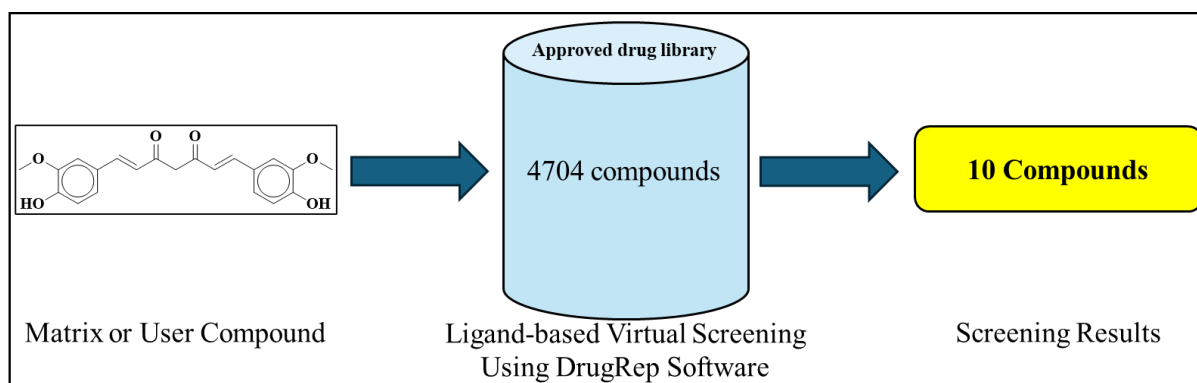 Approved drug library
O
O
O
O
HO
OH
4704 compounds
10 Compounds
Matrix or User Compound
Ligand-based Virtual Screening
Using DrugRep Software
Screening Results